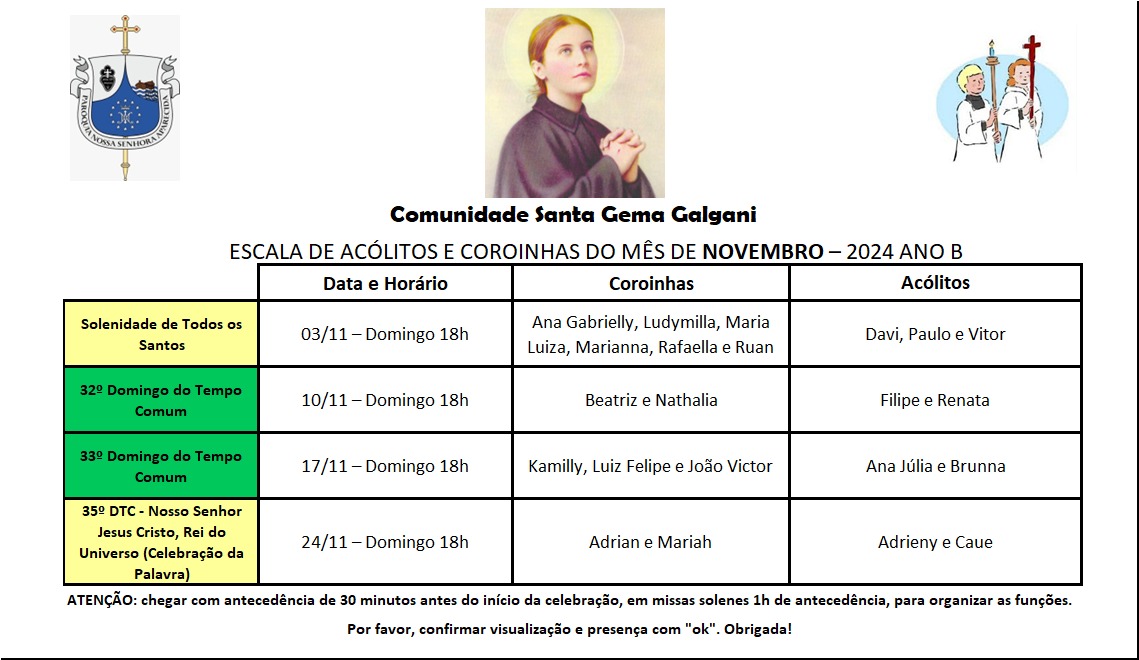 PAROQUIA NOSSA SENHORA APARECIDA
Comunidade Santa Gema Galgani
ESCALA DE ACÓLITOS E COROINHAS DO MÊS DE NOVEMBRO – 2024 ANO B
Data e Horário
Coroinhas
Acólitos
Solenidade de Todos os
Santos
03/11 – Domingo 18h
Ana Gabrielly, Ludymilla, Maria
Luiza, Marianna, Rafaella e Ruan
Davi, Paulo e Vitor
32º Domingo do Tempo
Comum
10/11 – Domingo 18h
Beatriz e Nathalia
Filipe e Renata
33º Domingo do Tempo
Comum
17/11 – Domingo 18h
Kamilly, Luiz Felipe e João Victor
Ana Júlia e Brunna
35º DTC - Nosso Senhor
Jesus Cristo, Rei do
Universo (Celebração da
Palavra)
24/11 – Domingo 18h
Adrian e Mariah
Adrieny e Caue
ATENÇÃO: chegar com antecedência de 30 minutos antes do início da celebração, em missas solenes 1h de antecedência, para organizar as funções.
Por favor, confirmar visualização e presença com "ok". Obrigada!